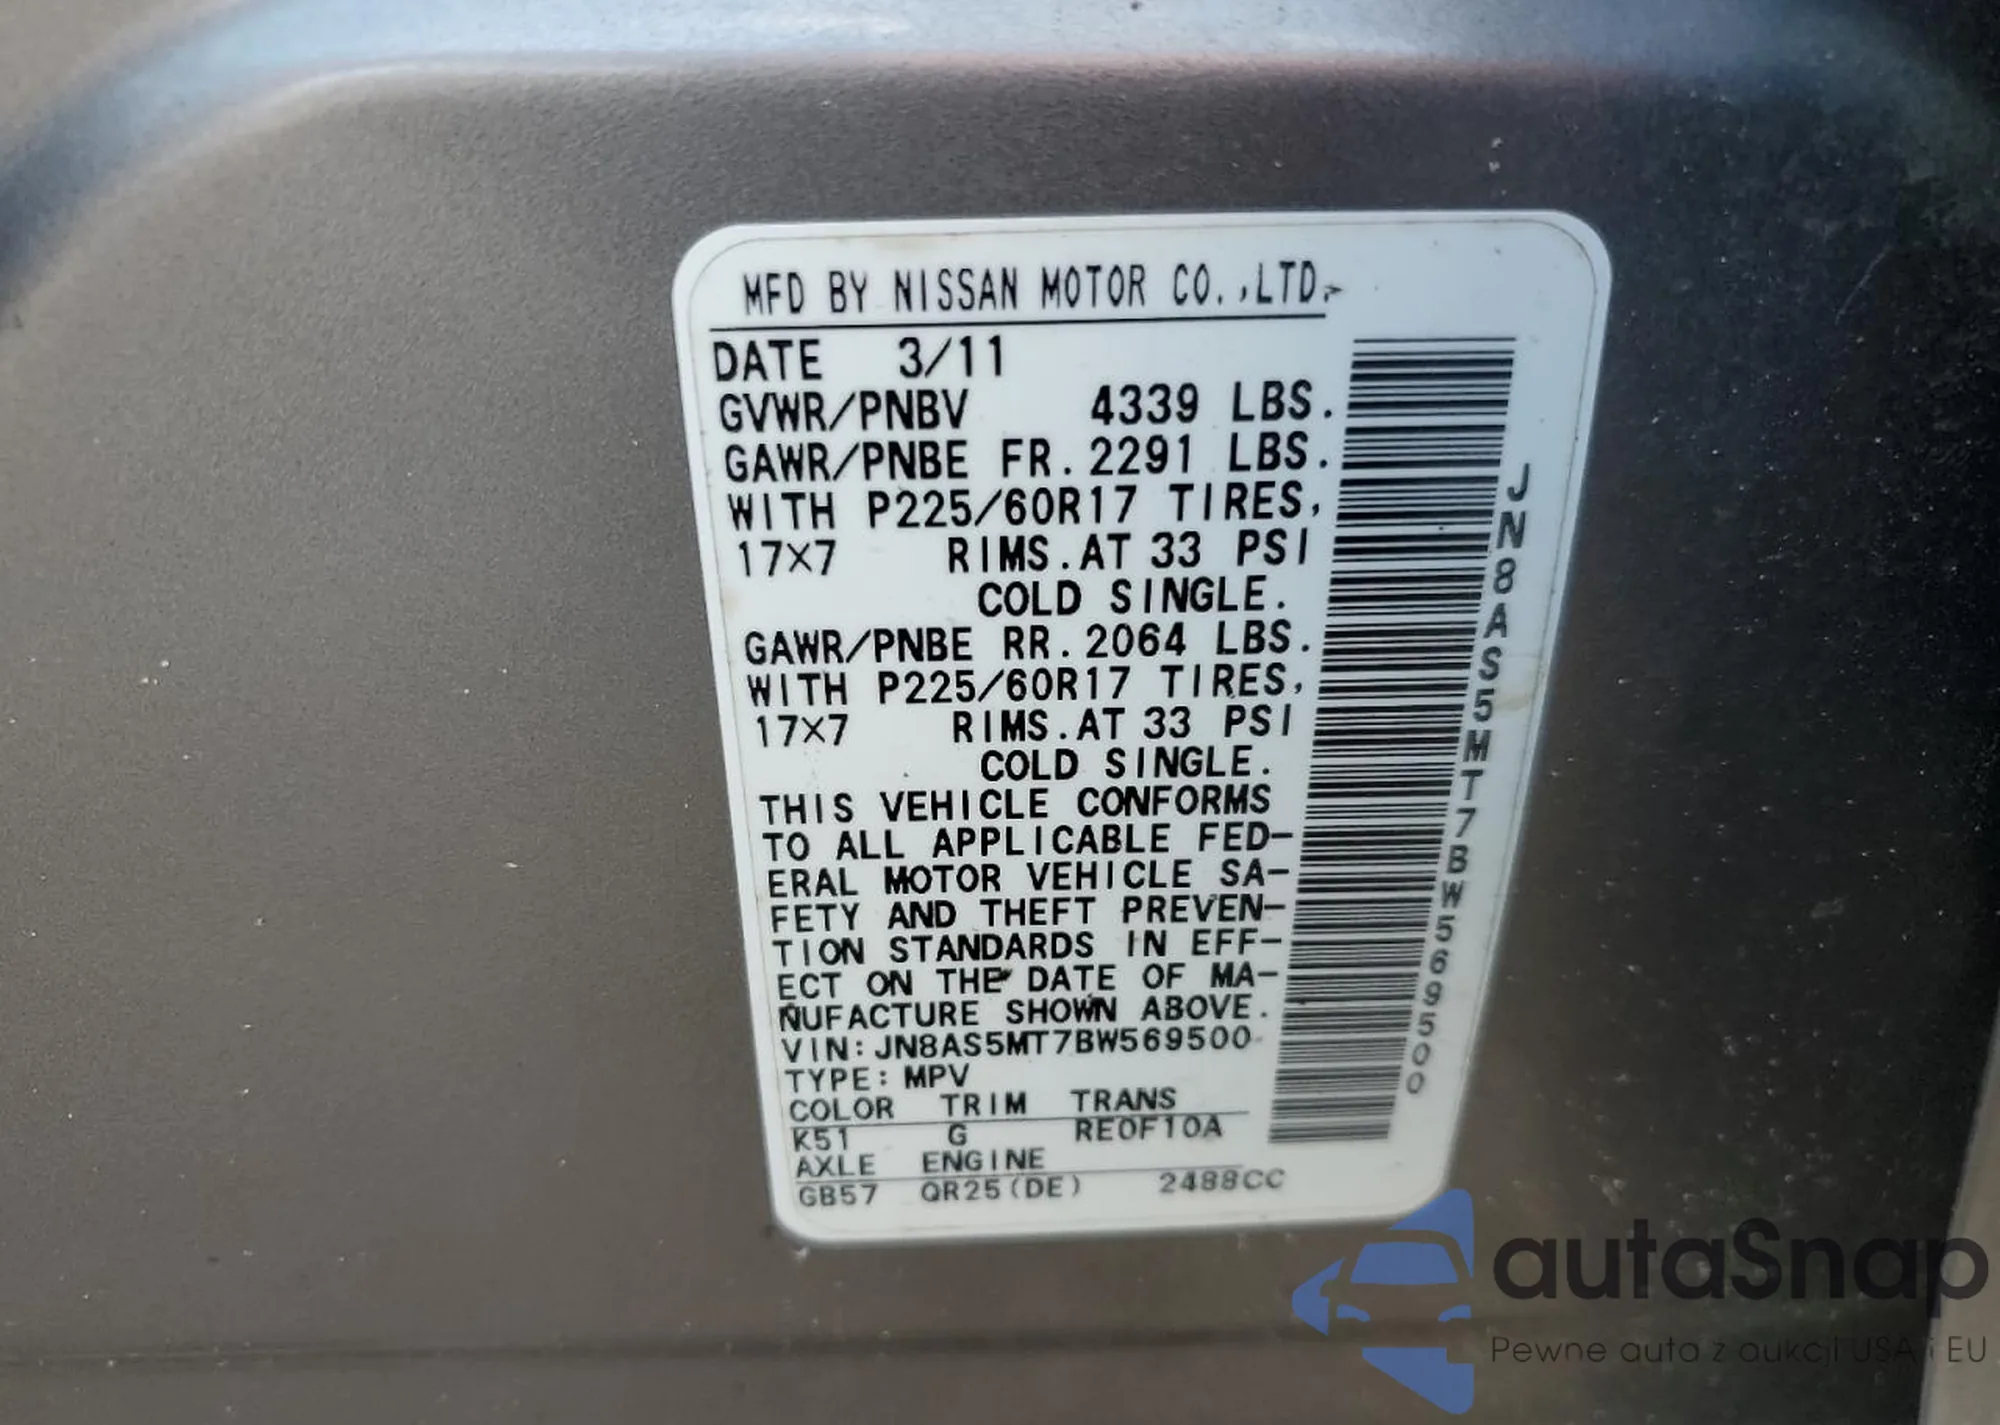 MFD BY NISSAN MOTOR CO.,LTD.
DATE 3/11
GVWR/PNBV 4339 LBS.
GAWR/PNBE FR.2291 LBS.
WITH P225/60R17 TIRES,
17×7 RIMS.AT 33 PSI
COLD SINGLE.
GAWR/PNBE RR.2064 LBS.
WITH P225/60R17 TIRES,
17×7 RIMS.AT 33 PSI
COLD SINGLE.
THIS VEHICLE CONFORMS
TO ALL APPLICABLE FED-
ERAL MOTOR VEHICLE SA-
FETY AND THEFT PREVEN-
TION STANDARDS IN EFF-
ECT ON THE DATE OF MA-
NUFACTURE SHOWN ABOVE.
VIN:JN8AS5MT7BW569500
TYPE:MPV
COLOR TRIM TRANS
K51 G RE0F10A
AXLE ENGINE
GB57 QR25(DE) 2488CC
JN8AS5MT7BW569500
autaSnap
Pewne auta z aukcji USA i EU